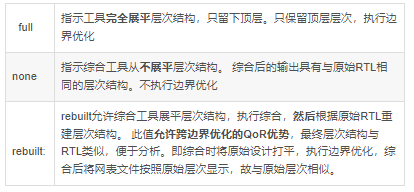 full
指示工具完全展平层次结构，只留下顶层。只保留顶层层次，执行边
界优化
none
指示综合工具从不展平层次结构。 综合后的输出具有与原始RTL相
同的层次结构。不执行边界优化
rebuilt:
rebuilt允许综合工具展平层次结构，执行综合，然后根据原始RTL重
建层次结构。 此值允许跨边界优化的QoR优势，最终层次结构与
RTL类似，便于分析。即综合时将原始设计打平，执行边界优化，综
合后将网表文件按照原始层次显示，故与原始层次相似。